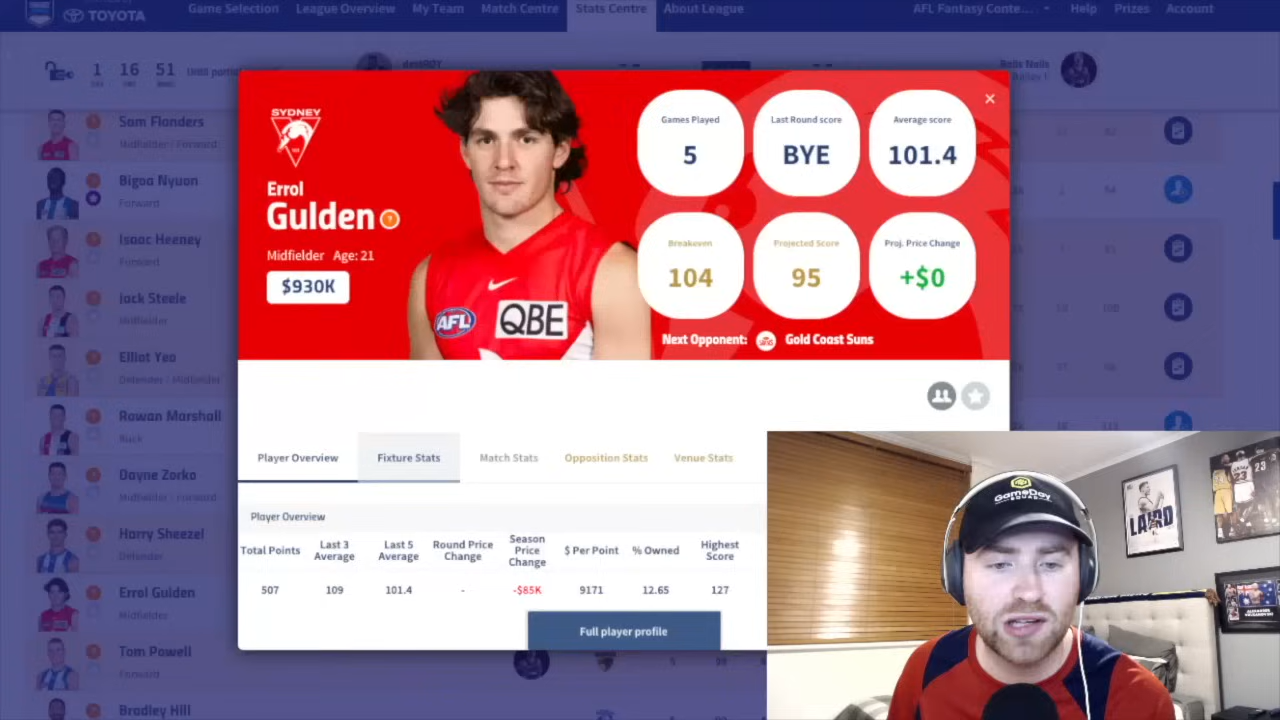 TOYOTA
Game Selection League Overview My Team Match Centre Stats Centre About League
AFL Fantasy Conte... Help Prizes Account
1 16 51
Sam Flanders
Midfielder / Forward
Bigoa Nyuon
Forward
Isaac Heeney
Forward
Jack Steele
Midfielder
Elliot Yeo
Defender / Midfielder
Rowan Marshall
Ruck
Dayne Zorko
Midfielder / Forward
Harry Sheezel
Defender
Errol Gulden
Midfielder
Tom Powell
Forward
Bradley Hill
SYDNEY
Errol
Gulden
Midfielder Age: 21
$930K
AFL
QBE
Games Played
5
Last Round score
BYE
Average score
101.4
Breakeven
104
Projected Score
95
Proj. Price Change
+$0
Next Opponent: Gold Coast Suns
Player Overview Fixture Stats Match Stats Opposition Stats Venue Stats
Player Overview
Total Points Last 3 Average Last 5 Average Round Price Change Season Price Change $ Per Point % Owned Highest Score
507 109 101.4 - -$85K 9171 12.65 127
Full player profile
GameDay
SQUAD
LAIRD
23